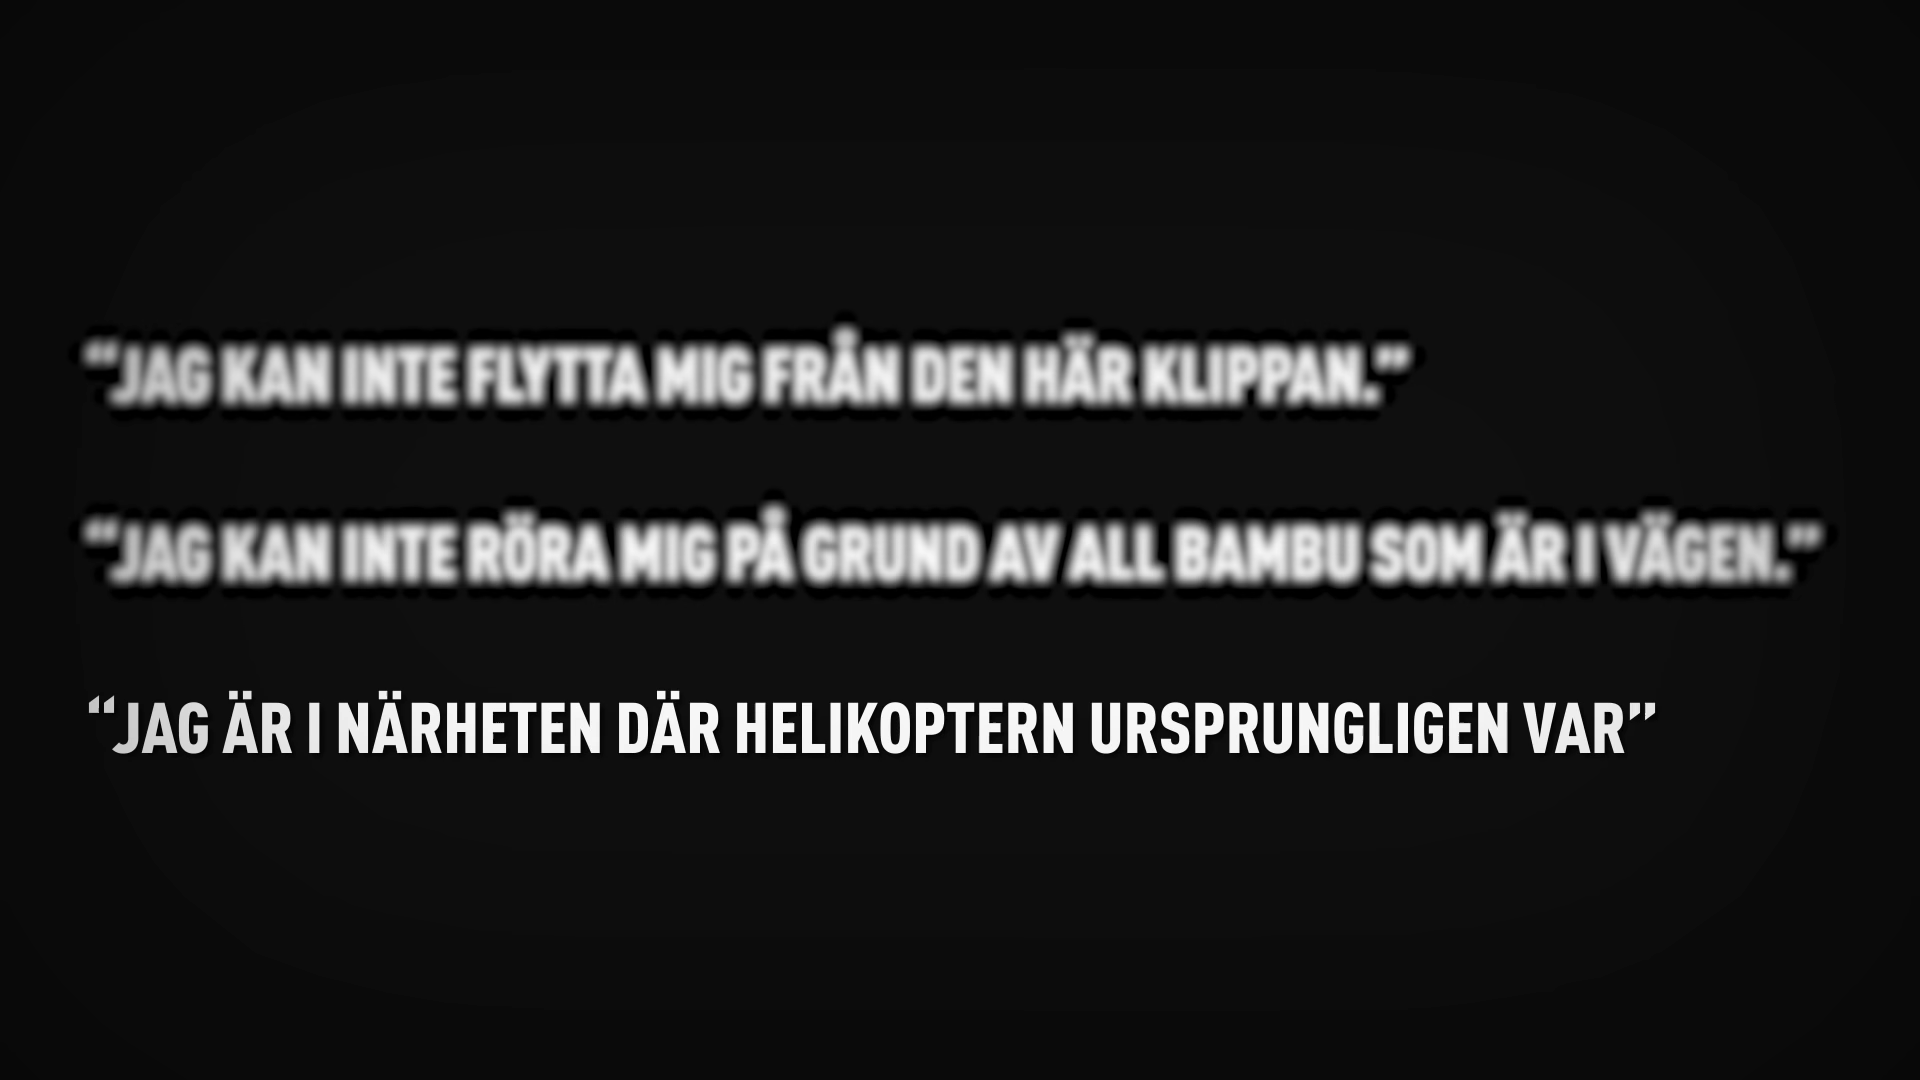 “JAG KAN INTE FLYTTA MIG FRÅN DEN HÄR KLIPPAN.”
“JAG KAN INTE RÖRA MIG PÅ GRUND AV ALL BAMBU SOM ÄR I VÄGEN.”
“JAG ÄR I NÄRHETEN DÄR HELIKOPTERN URSPRUNGLIGEN VAR”